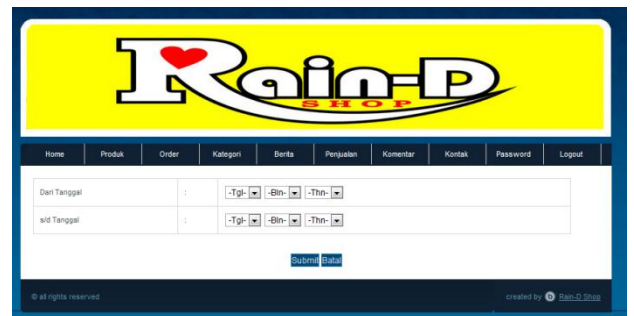 Rain-D
SHOP
Home Produk Order Kategori Berita Penjualan Komentar Kontak Password Logout
Dari Tanggal : -Tgl- -Bln- -Thn-
s/d Tanggal : -Tgl- -Bln- -Thn-
Submit Batal
© all rights reserved created by Rain-D Shop